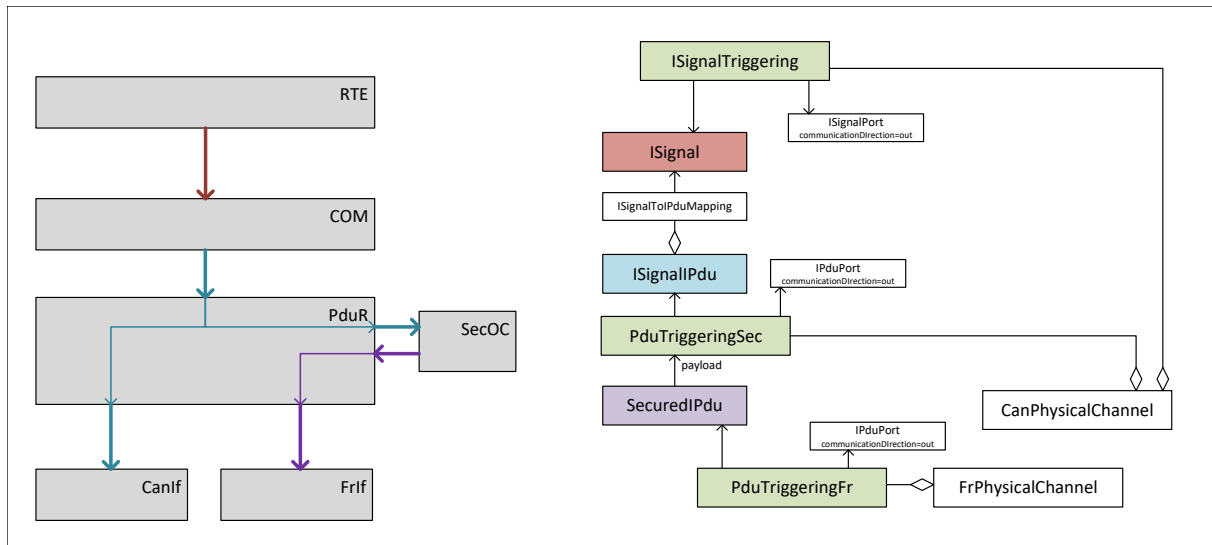 RTE
COM
PduR
SecOC
CanIf
FrIf
ISignalTriggering
ISignalPort
communicationDIrection=out
ISignal
ISignalToIPduMapping
ISignalIPdu
IPduPort
communicationDIrection=out
PduTriggeringSec
payload
SecuredIPdu
CanPhysicalChannel
IPduPort
communicationDIrection=out
PduTriggeringFr
FrPhysicalChannel